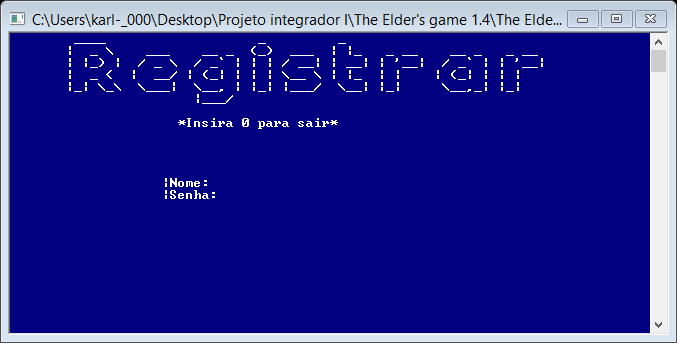 C:\Users\karl-_000\Desktop\Projeto integrador I\The Elder's game 1.4\The Elde...
Registrar
*Insira 0 para sair*
¦Nome:
¦Senha: